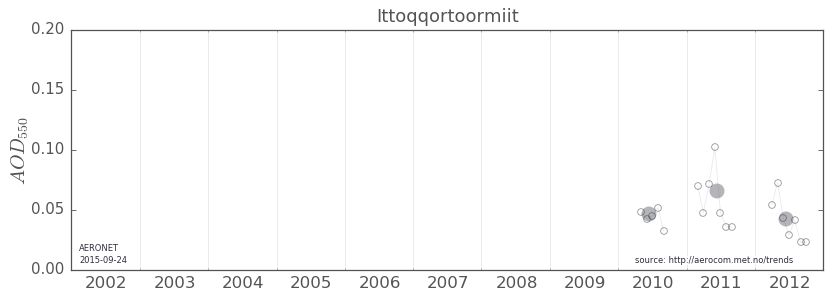 Ittoqqortoormiit
0.20
0.15
0.10
0.05
0.00
AOD550
AERONET
2015-09-24
source: http://aerocom.met.no/trends
2002 2003 2004 2005 2006 2007 2008 2009 2010 2011 2012